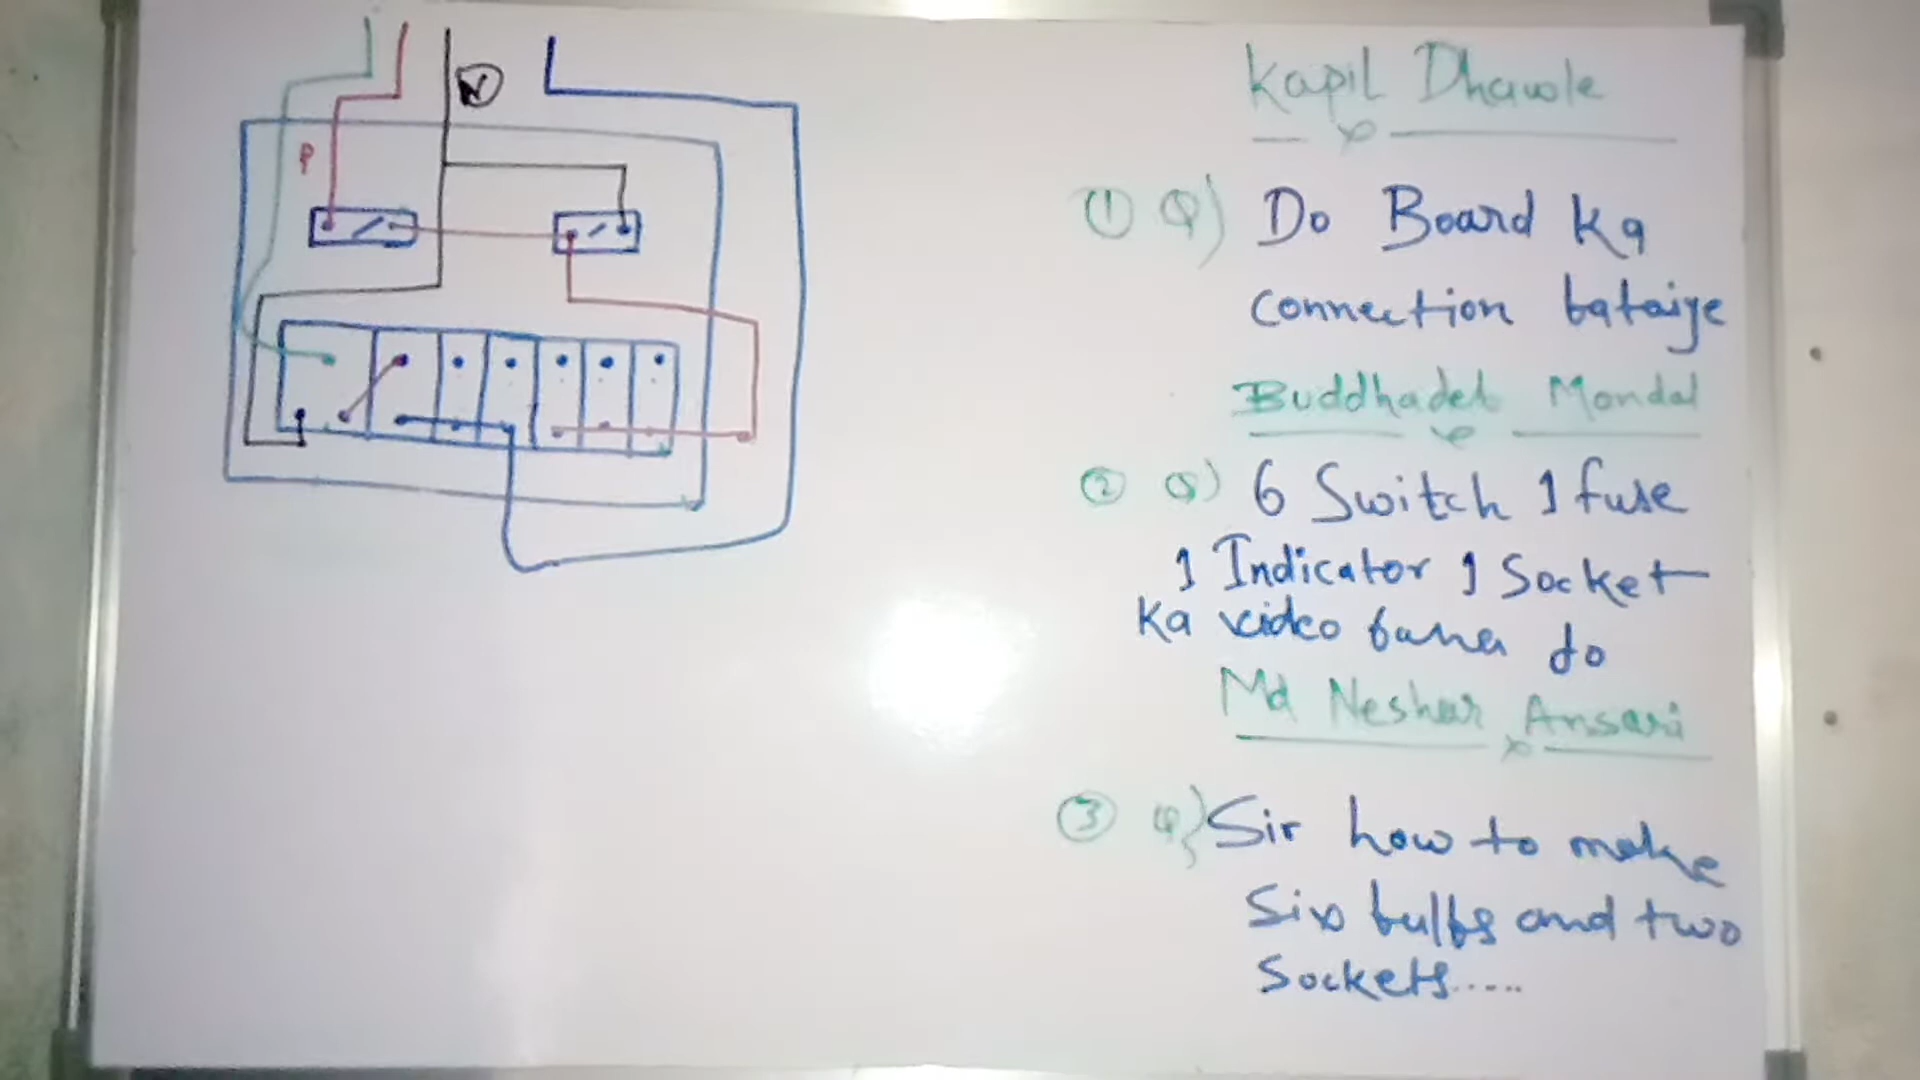 N
P
Kapil Dhawole
① Q) Do Board Ka
connection bataiye
Buddhadeb Mondal
② Q) 6 Switch 1 fuse
1 Indicator 1 Socket
Ka video bana do
Md Neshar Ansari
③ Q) Sir how to make
Six bulbs and two
Sockets.....